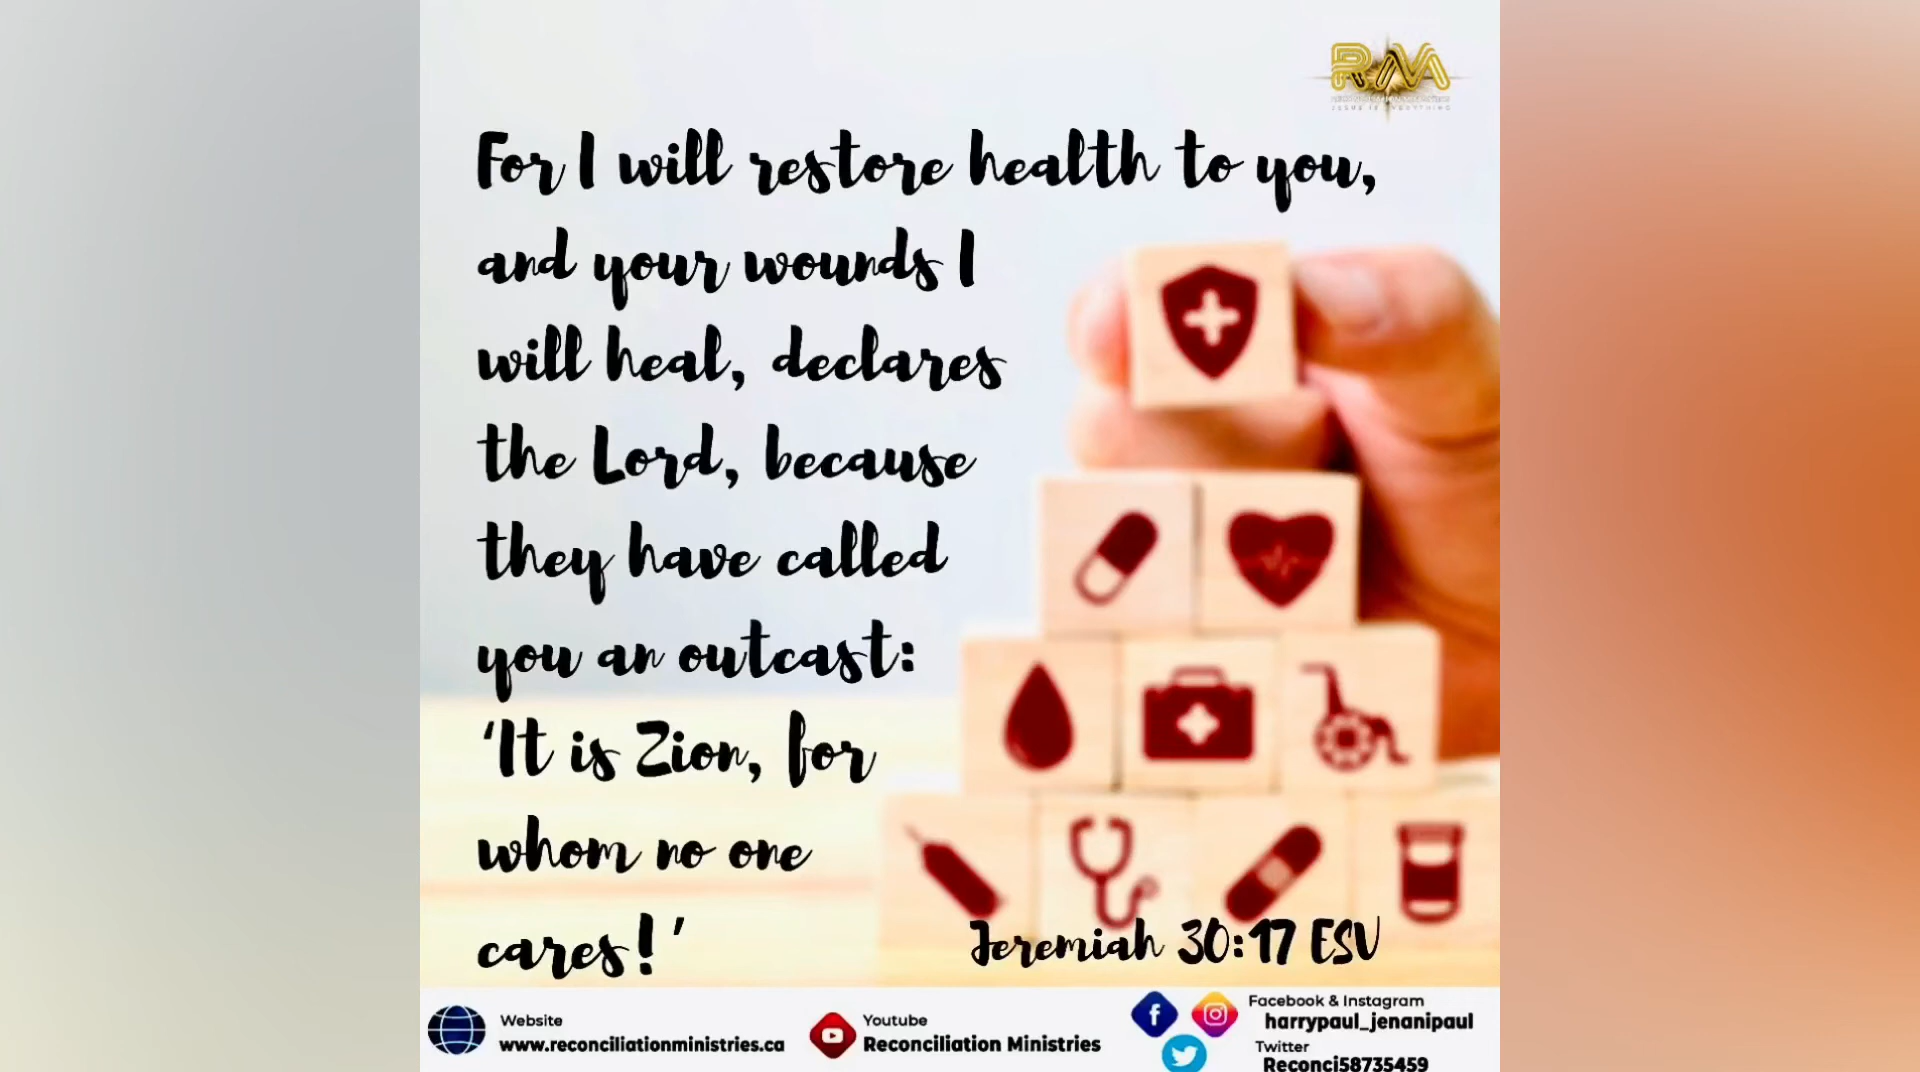 RM
For I will restore health to you,
and your wounds I
will heal, declares
the Lord, because
they have called
you an outcast:
‘It is Zion, for
whom no one
cares!’
Jeremiah 30:17 ESV
Website
www.reconciliationministries.ca
Youtube
Reconciliation Ministries
Facebook & Instagram
harrypaul_jenanipaul
Twitter
Reconci58735459